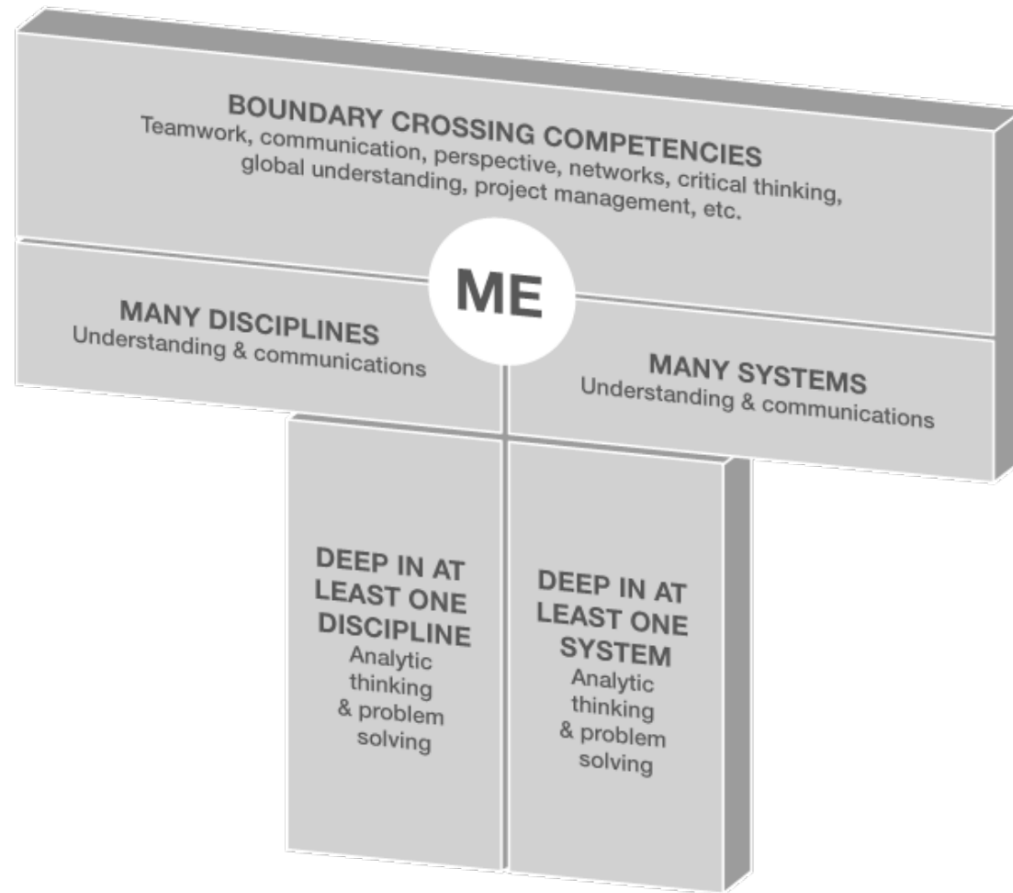 BOUNDARY CROSSING COMPETENCIES
Teamwork, communication, perspective, networks, critical thinking,
global understanding, project management, etc.
ME
MANY DISCIPLINES
Understanding & communications
MANY SYSTEMS
Understanding & communications
DEEP IN AT
LEAST ONE
DISCIPLINE
Analytic
thinking
& problem
solving
DEEP IN AT
LEAST ONE
SYSTEM
Analytic
thinking
& problem
solving